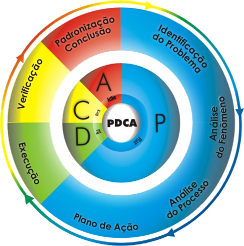 Padronização
Conclusão
Identificação
do Problema
Verificação
A
C
PDCA
P
D
Análise
do Fenômeno
Execução
Análise
do Processo
Plano de Ação